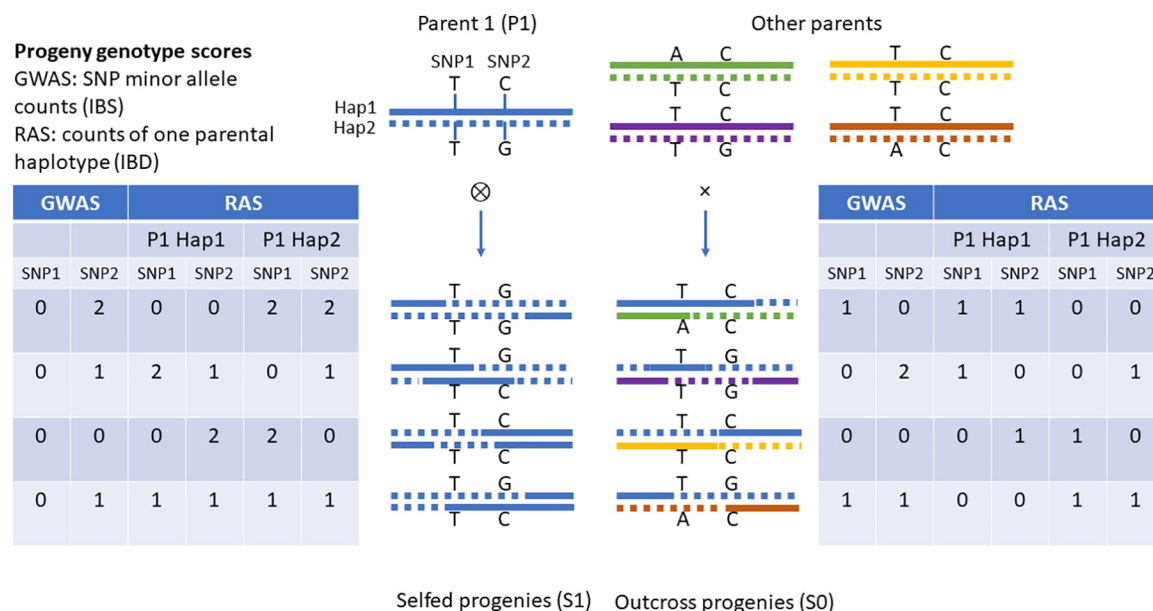 Parent 1 (P1)
Other parents
Progeny genotype scores
GWAS: SNP minor allele
counts (IBS)
RAS: counts of one parental
haplotype (IBD)
SNP1 SNP2
T C
Hap1
Hap2
T G
A C
T C
T C
T G
T C
T C
T C
A C
⊗
×
GWAS RAS
P1 Hap1 P1 Hap2
SNP1 SNP2 SNP1 SNP2 SNP1 SNP2
0 2 0 0 2 2
0 1 2 1 0 1
0 0 0 2 2 0
0 1 1 1 1 1
T G
T G
T G
T C
T C
T C
T G
T C
T C
A C
T G
T G
T C
T C
T G
A C
GWAS RAS
P1 Hap1 P1 Hap2
SNP1 SNP2 SNP1 SNP2 SNP1 SNP2
1 0 1 1 0 0
0 2 1 0 0 1
0 0 0 1 1 0
1 1 0 0 1 1
Selfed progenies (S1)
Outcross progenies (S0)